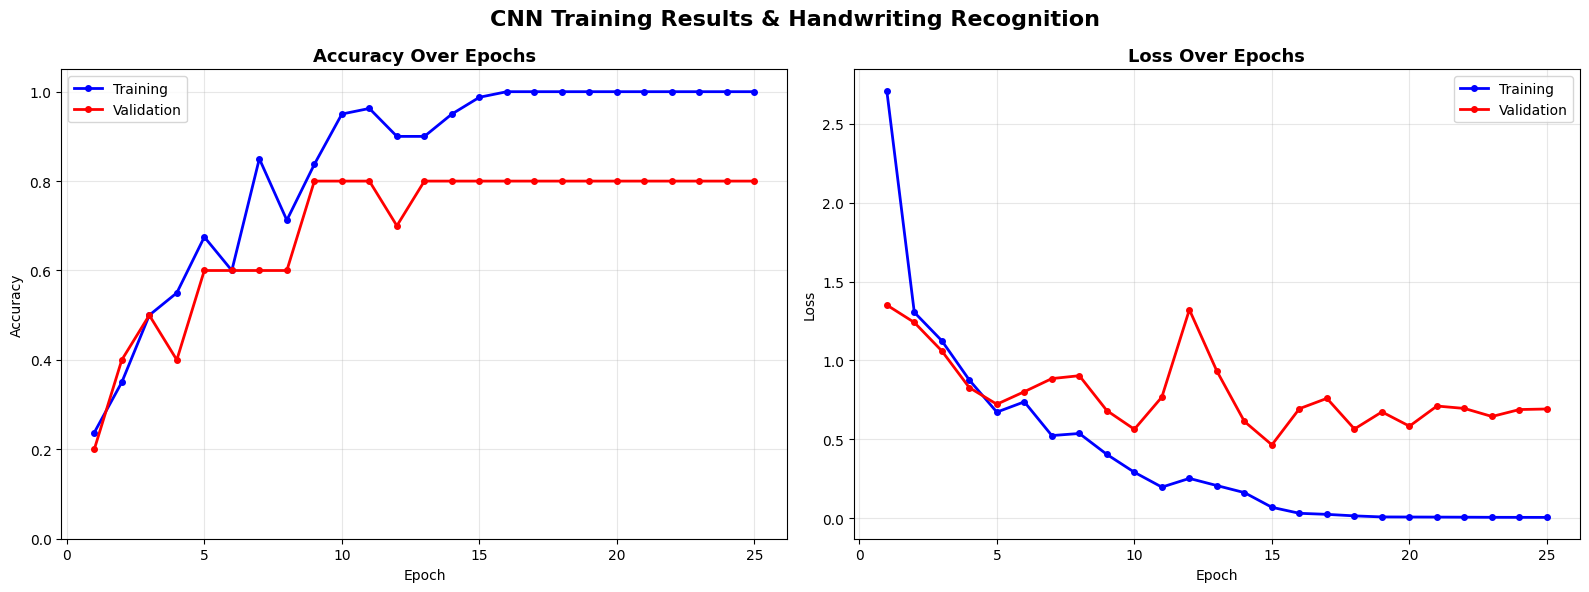 CNN Training Results & Handwriting Recognition
Accuracy Over Epochs
Training
Validation
Accuracy
1.0
0.8
0.6
0.4
0.2
0.0
0 5 10 15 20 25
Epoch
Loss Over Epochs
Training
Validation
Loss
2.5
2.0
1.5
1.0
0.5
0.0
0 5 10 15 20 25
Epoch